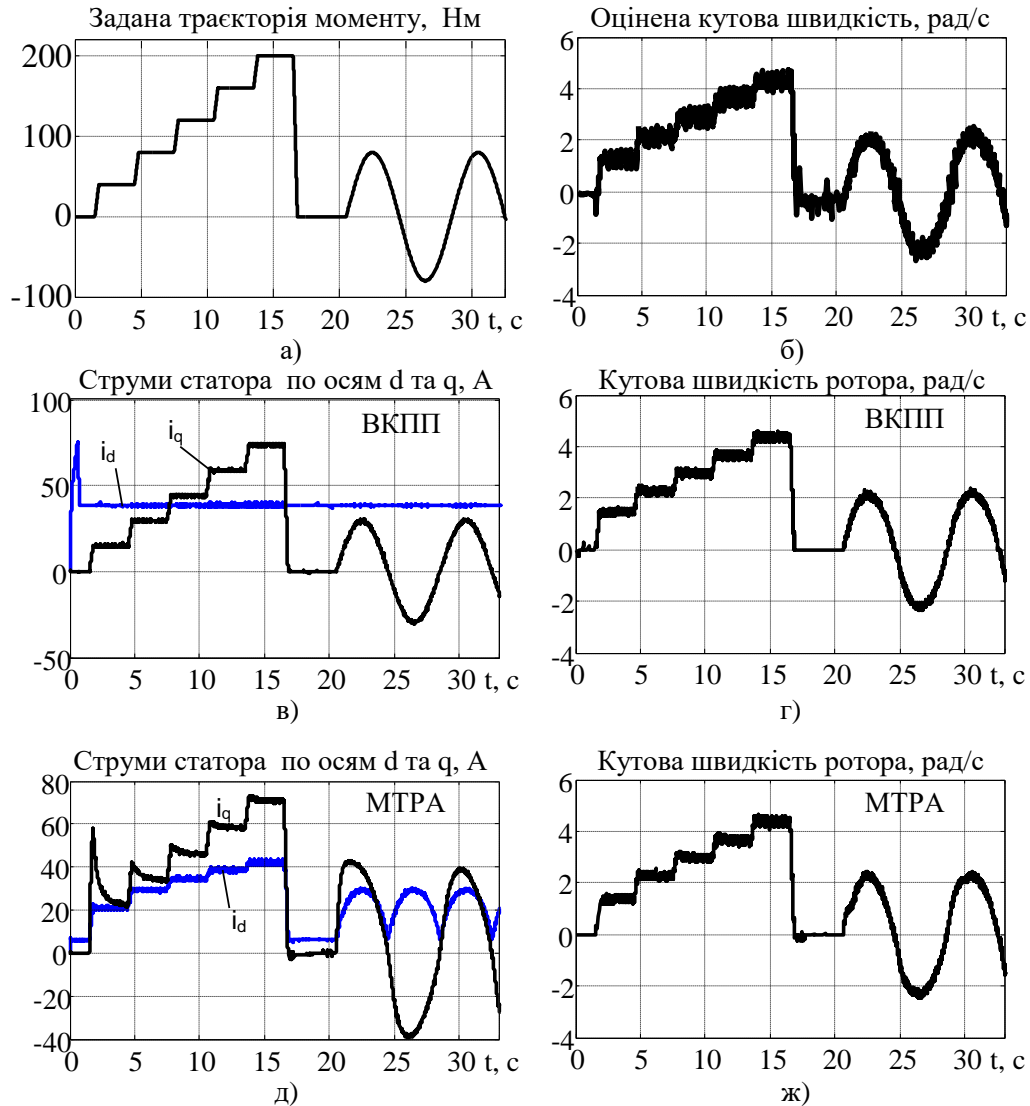 Задана траєкторія моменту, Нм
200
100
0
-100
0 5 10 15 20 25 30 t, с
а)
Оцінена кутова швидкість, рад/с
6
4
2
0
-2
-4
0 5 10 15 20 25 30 t, с
б)
Струми статора по осям d та q, А
ВКПП
i_q
i_d
100
50
0
-50
0 5 10 15 20 25 30 t, с
в)
Кутова швидкість ротора, рад/с
ВКПП
6
4
2
0
-2
-4
0 5 10 15 20 25 30 t, с
г)
Струми статора по осям d та q, А
МТРА
i_q
i_d
80
60
40
20
0
-20
-40
0 5 10 15 20 25 30 t, с
д)
Кутова швидкість ротора, рад/с
МТРА
6
4
2
0
-2
-4
0 5 10 15 20 25 30 t, с
ж)